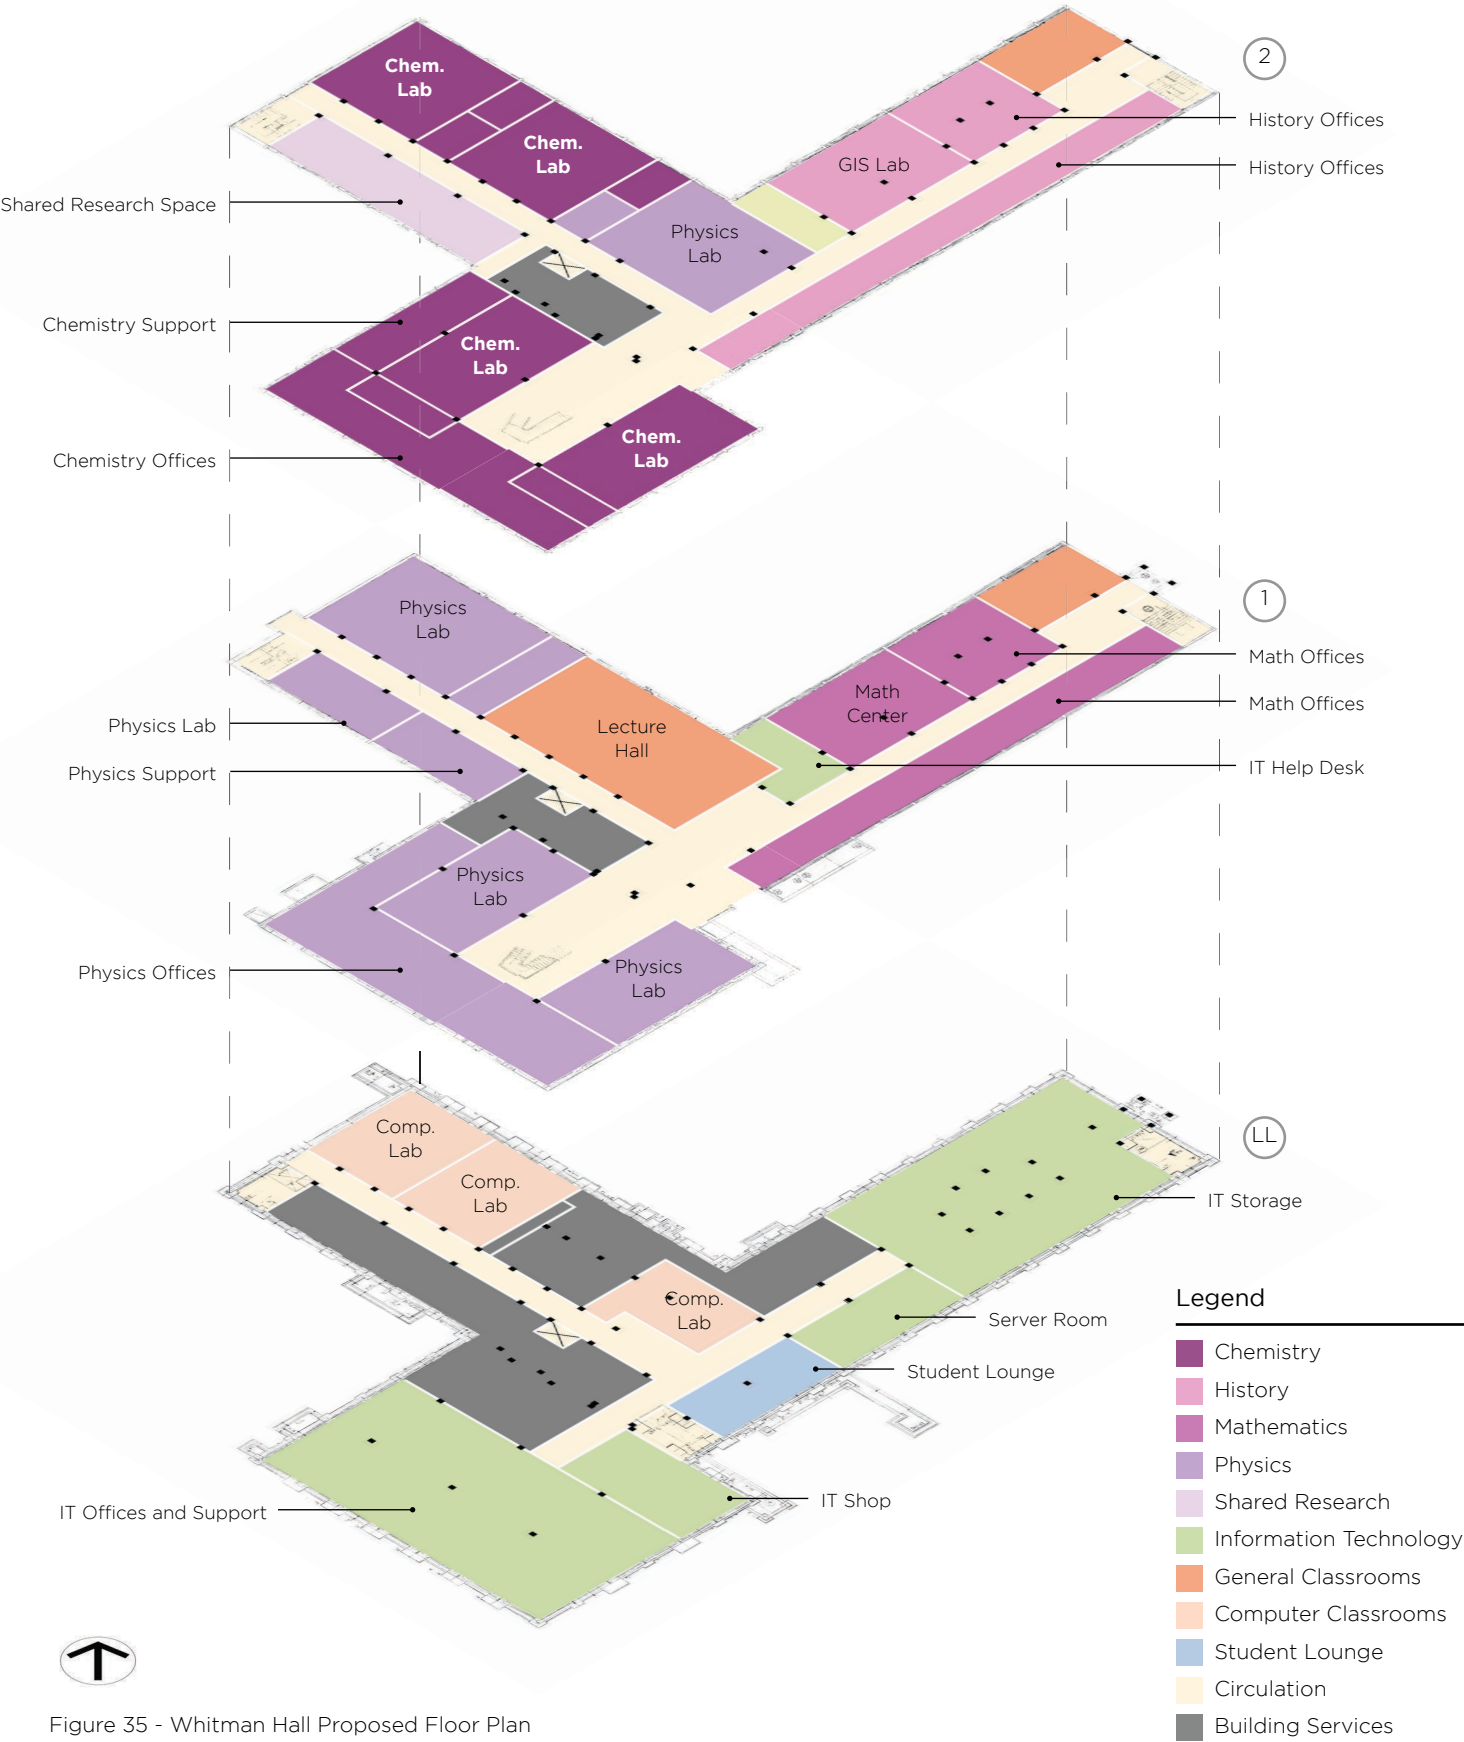 2
Chem.
Lab
Chem.
Lab
History Offices
GIS Lab
History Offices
Shared Research Space
Physics
Lab
Chemistry Support
Chem.
Lab
Chem.
Lab
Chemistry Offices
1
Physics
Lab
Math Offices
Math
Center
Math Offices
Physics Lab
Lecture
Hall
IT Help Desk
Physics Support
Physics
Lab
Physics Offices
Physics
Lab
LL
Comp.
Lab
Comp.
Lab
IT Storage
Comp.
Lab
Server Room
Student Lounge
IT Offices and Support
IT Shop
Legend
Chemistry
History
Mathematics
Physics
Shared Research
Information Technology
General Classrooms
Computer Classrooms
Student Lounge
Circulation
Building Services
Figure 35 - Whitman Hall Proposed Floor Plan